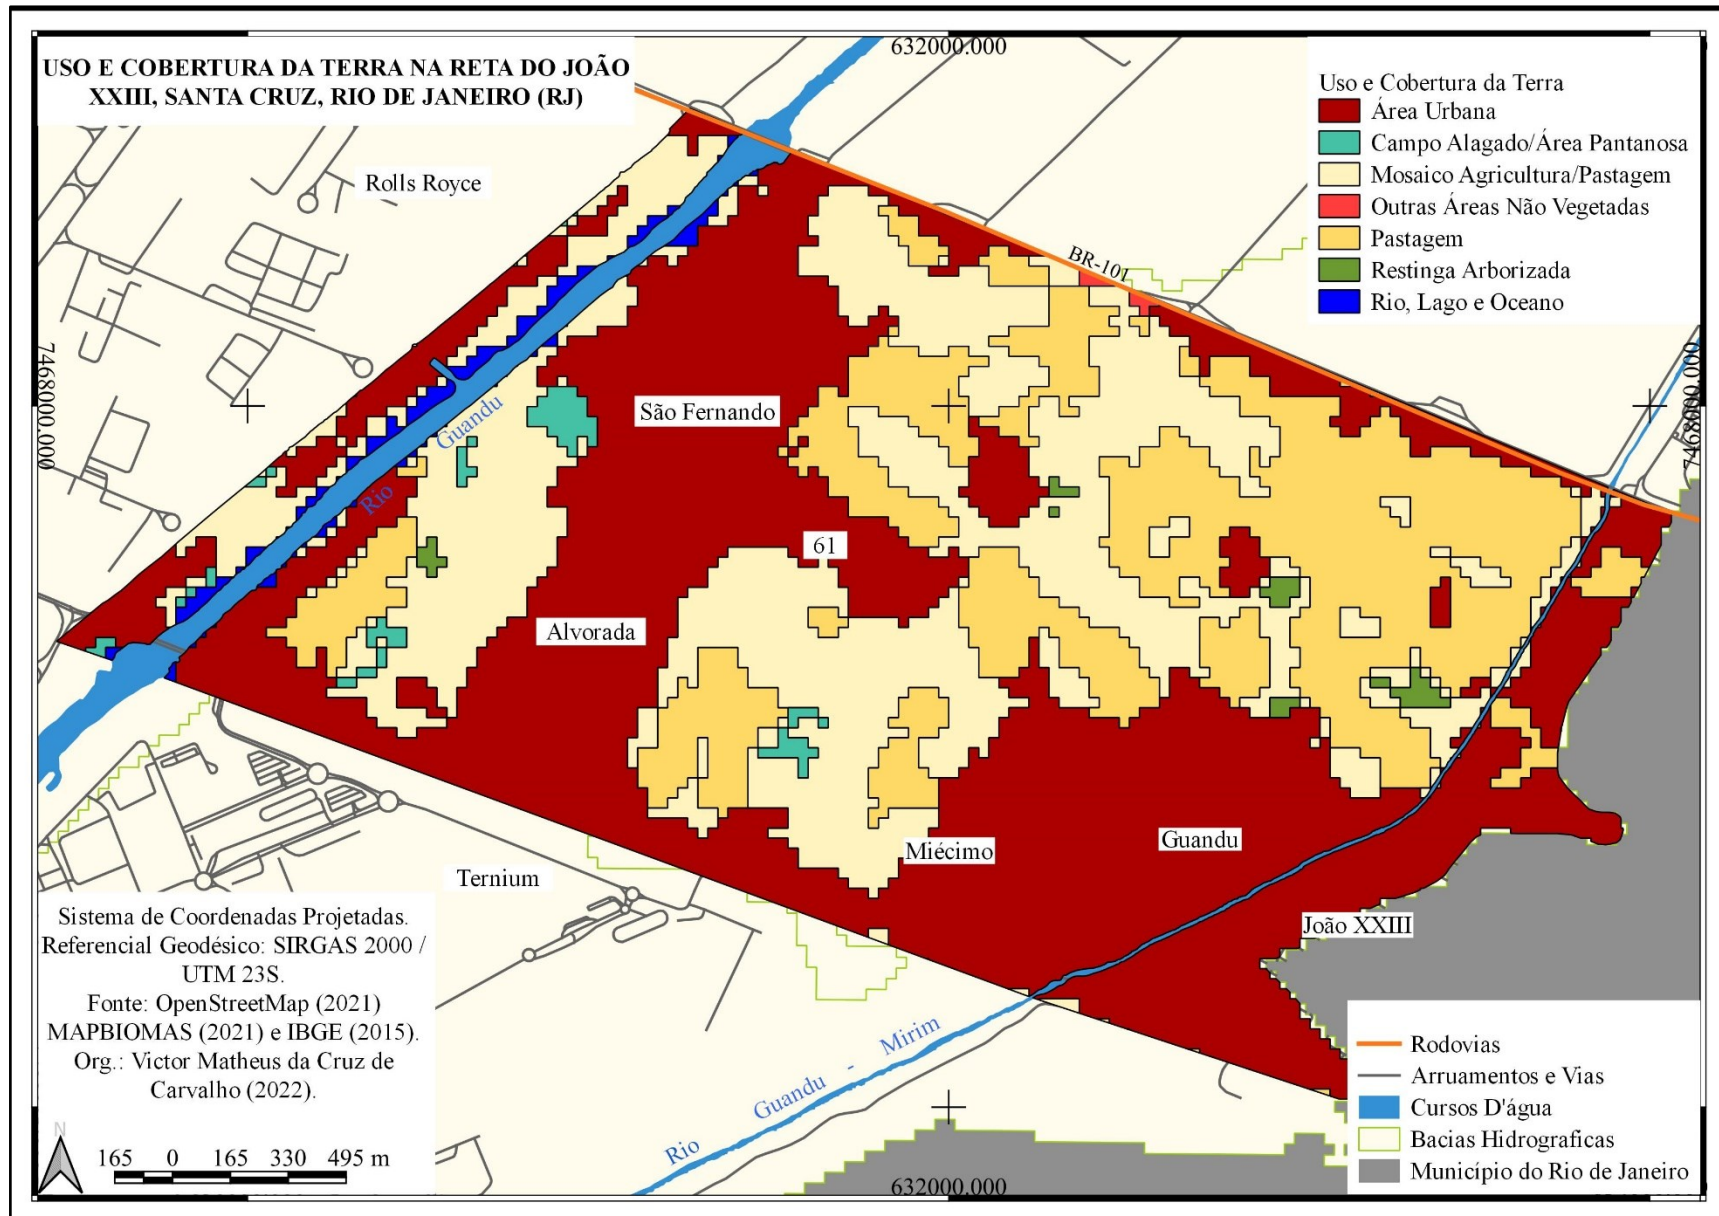 USO E COBERTURA DA TERRA NA RETA DO JOÃO
XXIII, SANTA CRUZ, RIO DE JANEIRO (RJ)
632000.000
Uso e Cobertura da Terra
Área Urbana
Campo Alagado/Área Pantanosa
Mosaico Agricultura/Pastagem
Outras Áreas Não Vegetadas
Pastagem
Restinga Arborizada
Rio, Lago e Oceano
Rolls Royce
BR-101
7468000.000
7468000.000
São Fernando
Rio Guandu
61
Alvorada
Miécimo
Guandu
Ternium
João XXIII
Rio Guandu - Mirim
Sistema de Coordenadas Projetadas.
Referencial Geodésico: SIRGAS 2000 /
UTM 23S.
Fonte: OpenStreetMap (2021)
MAPBIOMAS (2021) e IBGE (2015).
Org.: Victor Matheus da Cruz de
Carvalho (2022).
N
165 0 165 330 495 m
632000.000
Rodovias
Arruamentos e Vias
Cursos D'água
Bacias Hidrograficas
Município do Rio de Janeiro